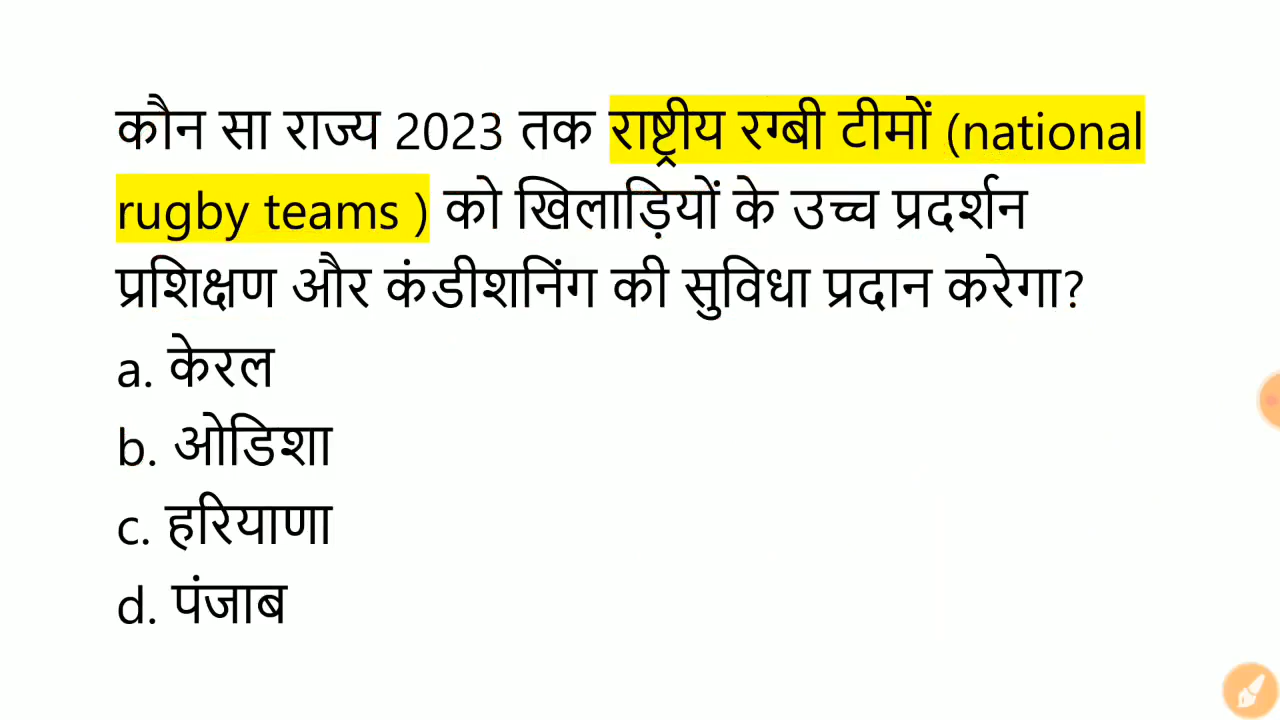 कौन सा राज्य 2023 तक राष्ट्रीय रग्बी टीमों (national
rugby teams ) को खिलाड़ियों के उच्च प्रदर्शन
प्रशिक्षण और कंडीशनिंग की सुविधा प्रदान करेगा?
a. केरल
b. ओडिशा
c. हरियाणा
d. पंजाब